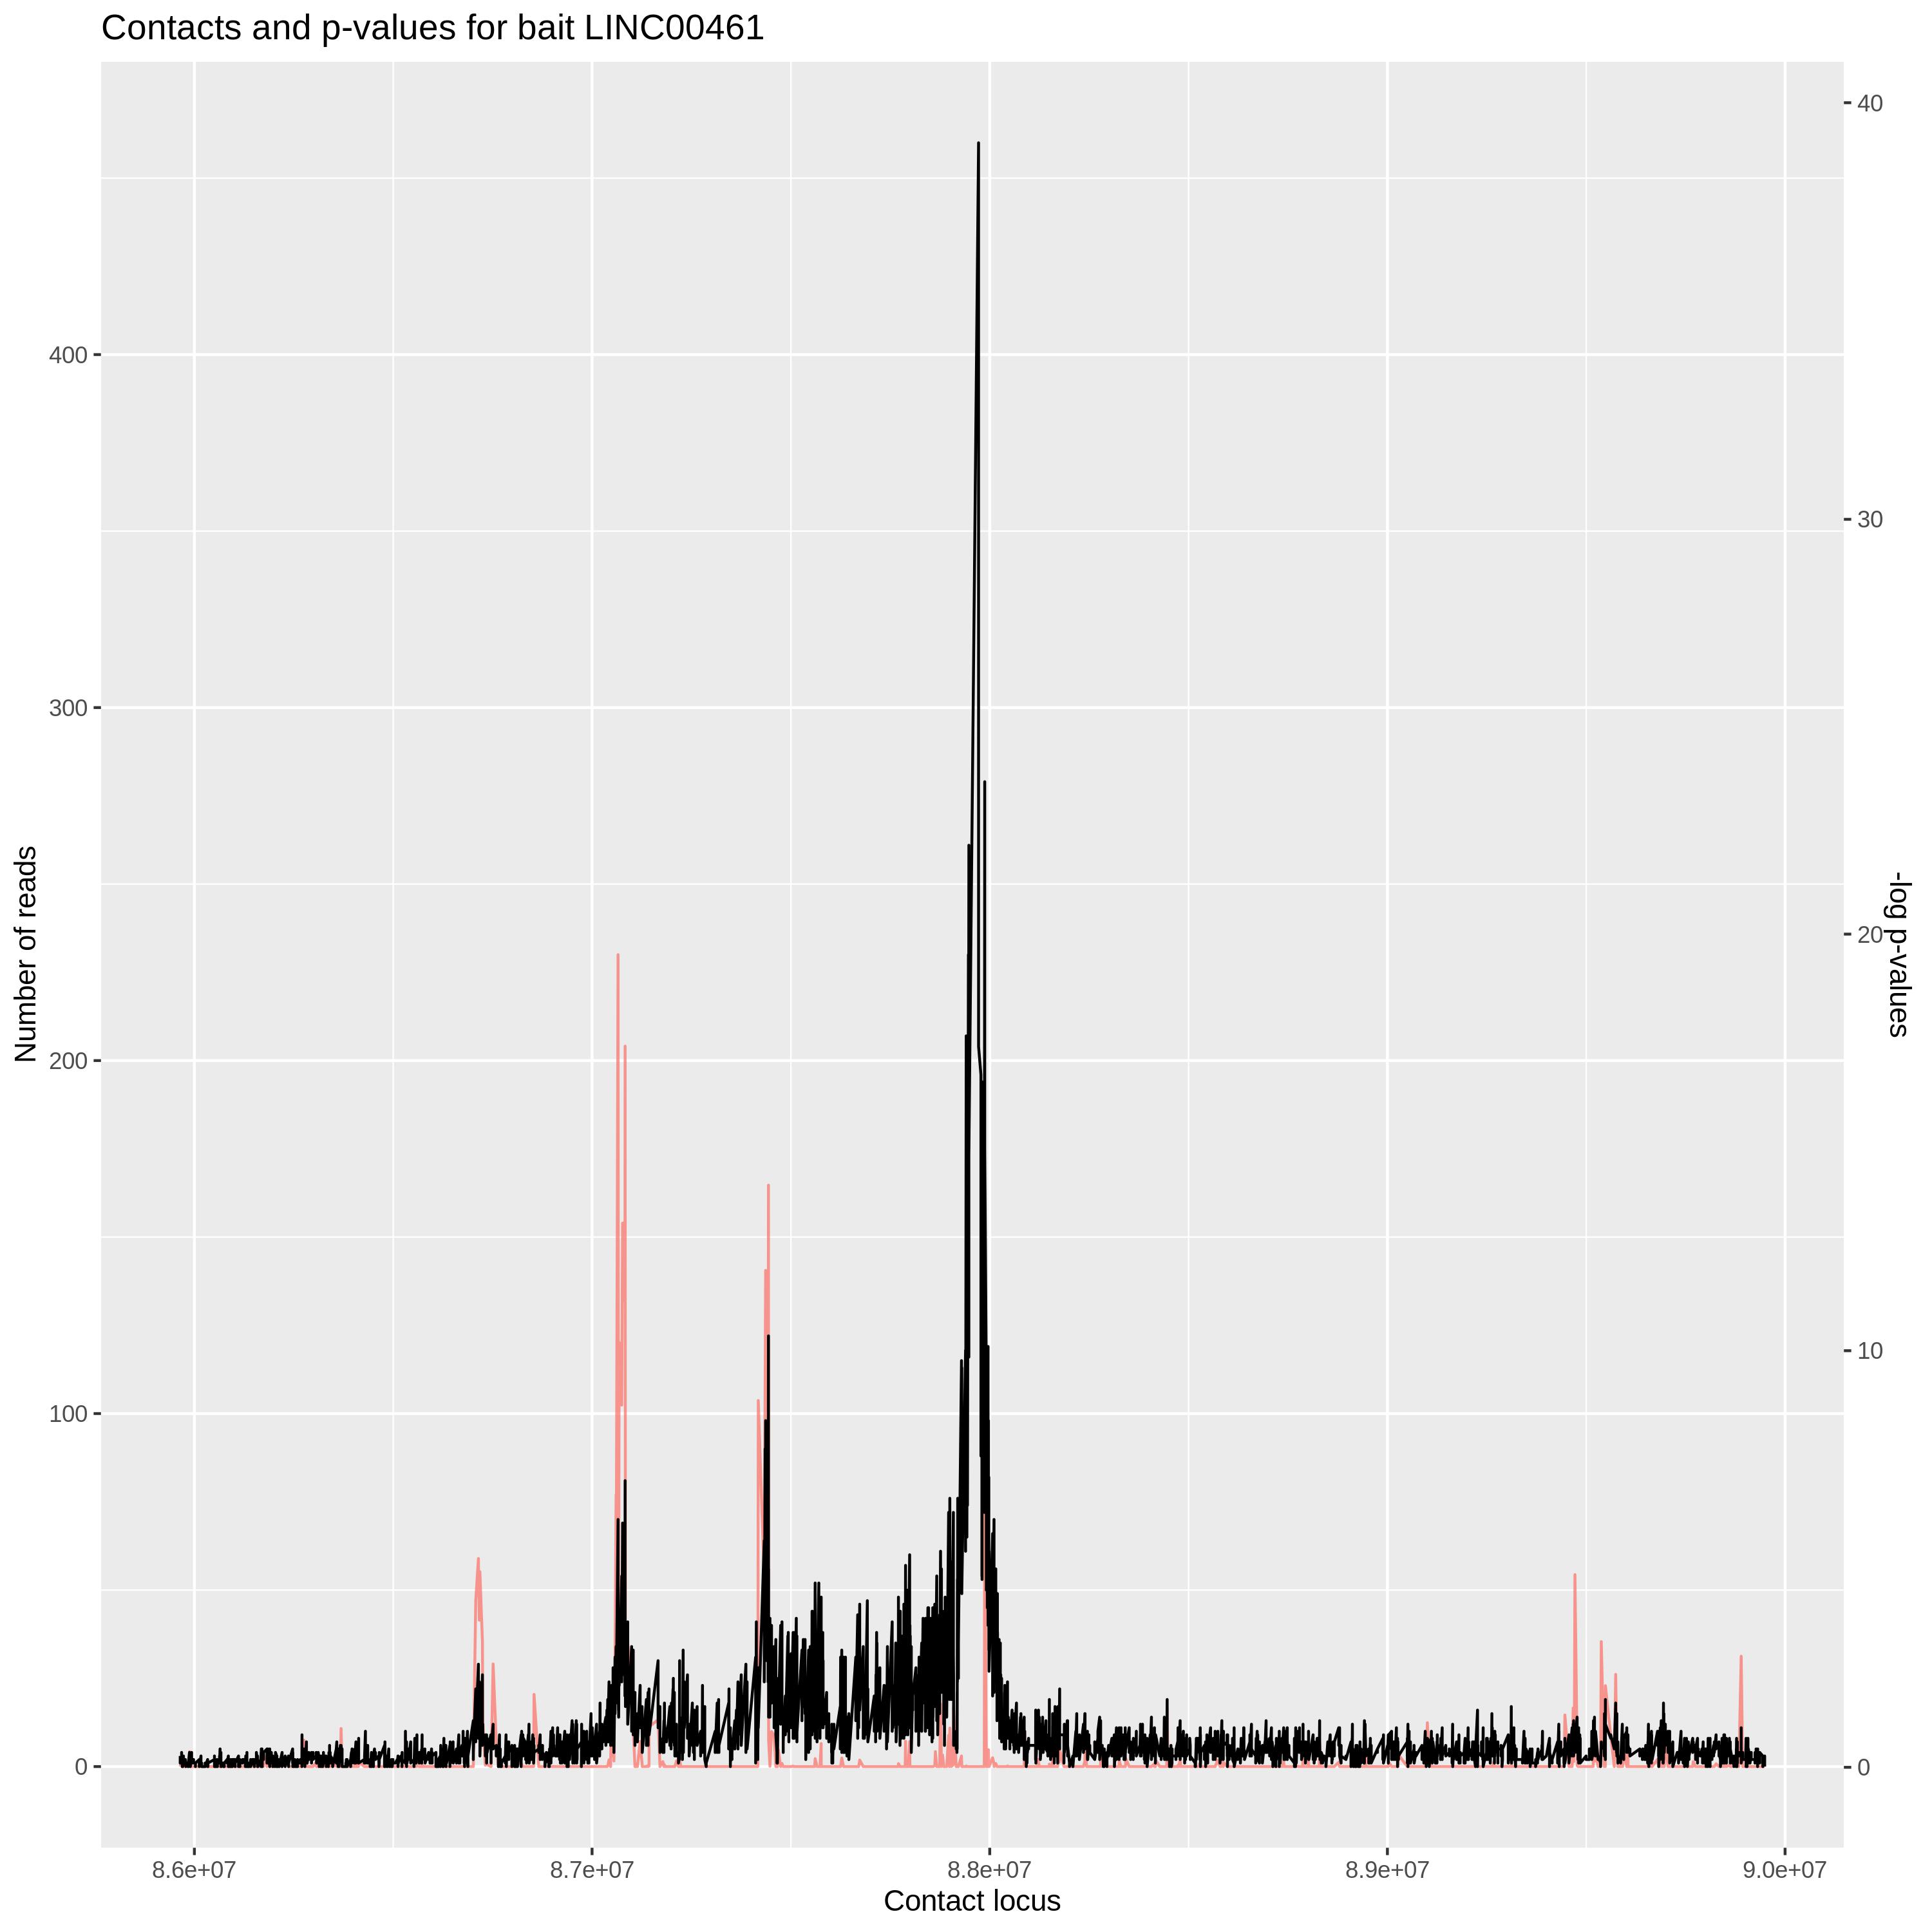 Contacts and p-values for bait LINC00461
40
400
30
300
Number of reads
-log p-values
20
200
10
100
0
0
8.6e+07
8.7e+07
8.8e+07
8.9e+07
9.0e+07
Contact locus